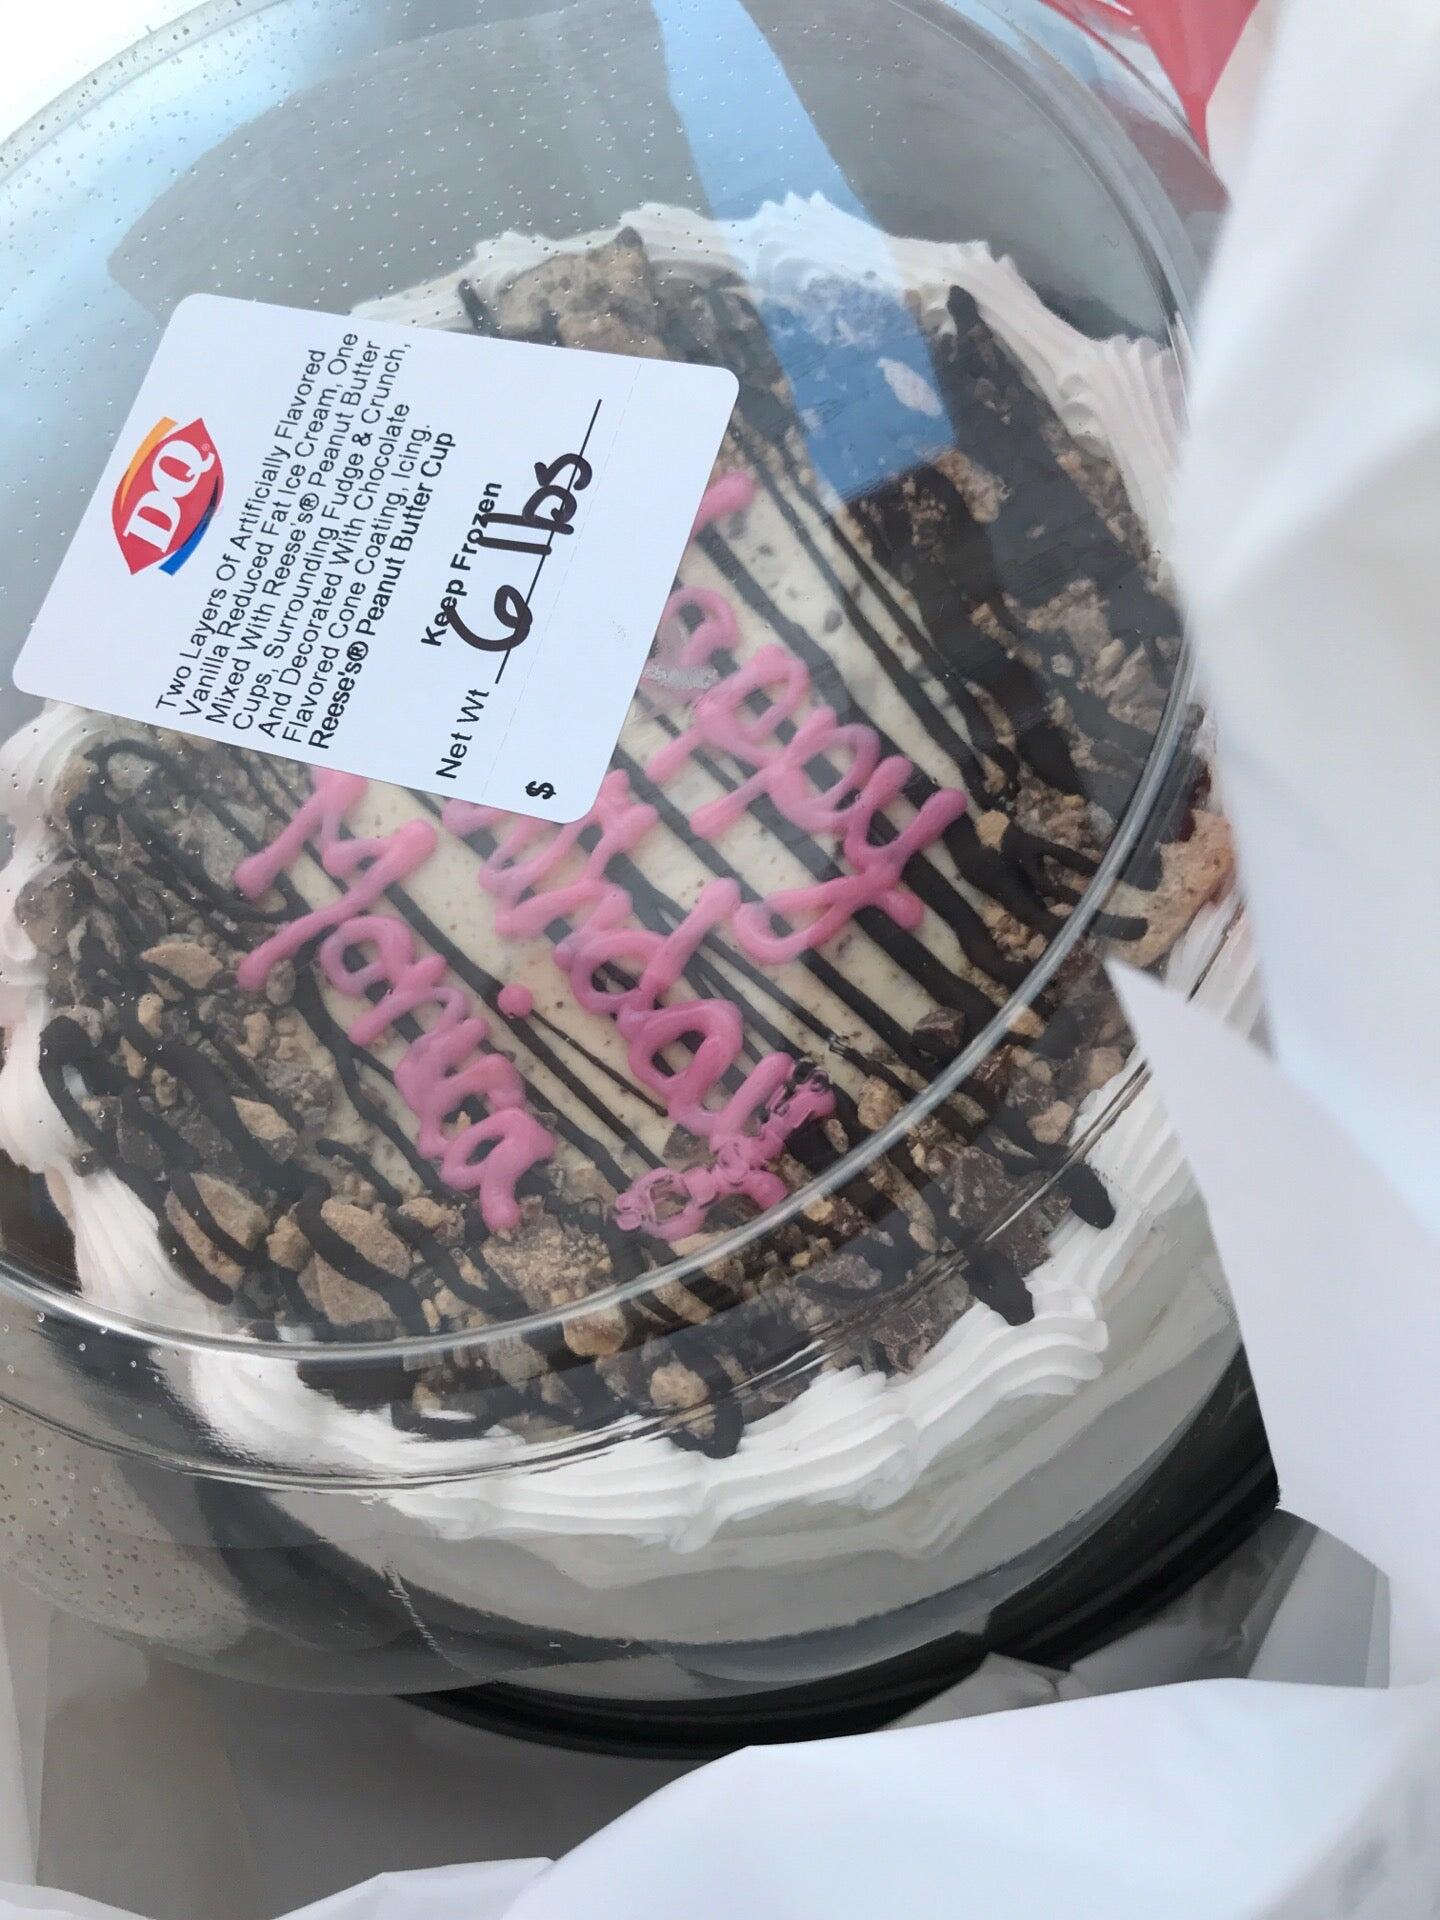 DQ®
Two Layers Of Artificially Flavored
Vanilla Reduced Fat Ice Cream, One
Mixed With Reese's® Peanut Butter
Cups, Surrounding Fudge & Crunch,
And Decorated With Chocolate
Flavored Cone Coating, Icing.
Reese's® Peanut Butter Cup
Keep Frozen
Net Wt 6 lbs
$
Happy
Birthday